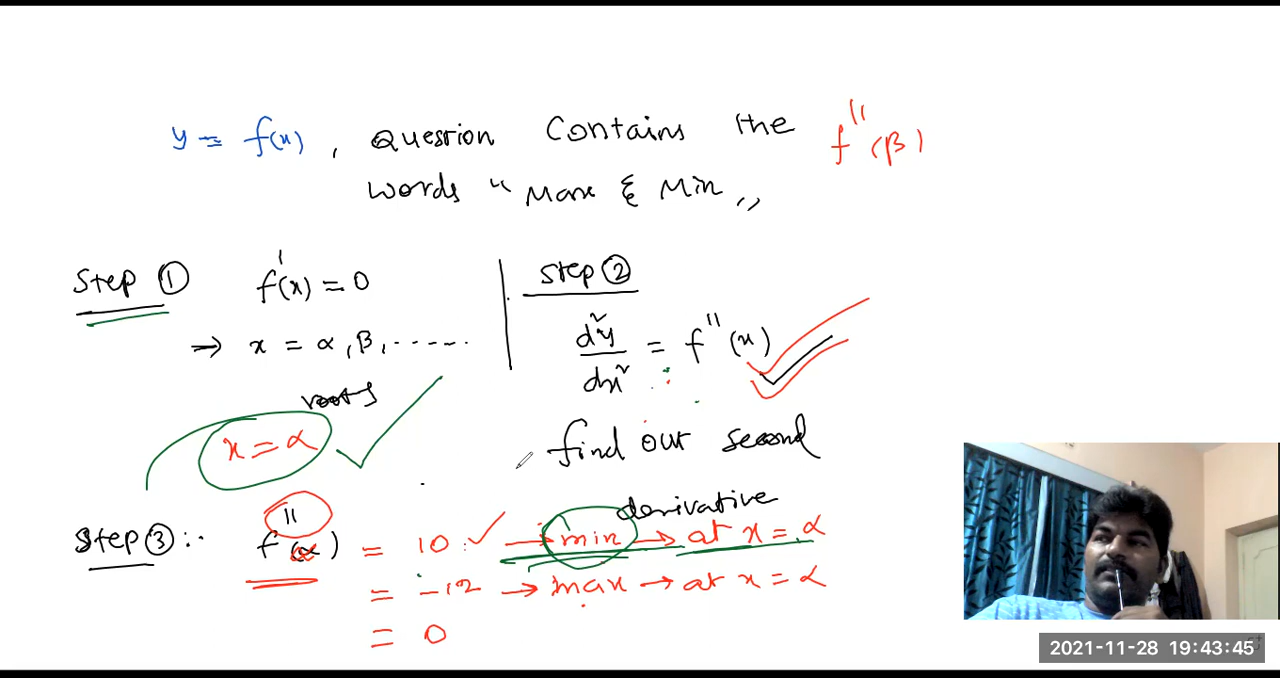 y = f(x), Question Contains the f''(β)
words "Max & Min"
Step ① f'(x) = 0
⇒ x = α, β, ......
roots
x = α
Step ②
d²y/dx² = f''(x)
find out second
derivative
Step ③:- f''(α) = 10 → min → at x = α
= -12 → max → at x = α
= 0
2021-11-28 19:43:45